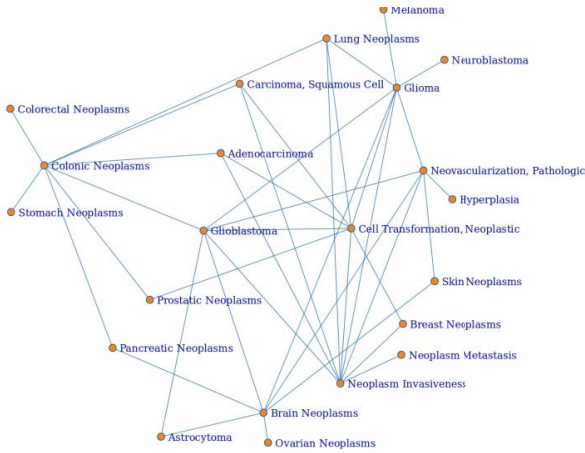 Melanoma
Lung Neoplasms
Neuroblastoma
Carcinoma, Squamous Cell
Glioma
Colorectal Neoplasms
Adenocarcinoma
Colonic Neoplasms
Neovascularization, Pathologic
Hyperplasia
Stomach Neoplasms
Glioblastoma
Cell Transformation, Neoplastic
Skin Neoplasms
Prostatic Neoplasms
Breast Neoplasms
Pancreatic Neoplasms
Neoplasm Metastasis
Neoplasm Invasiveness
Brain Neoplasms
Astrocytoma
Ovarian Neoplasms